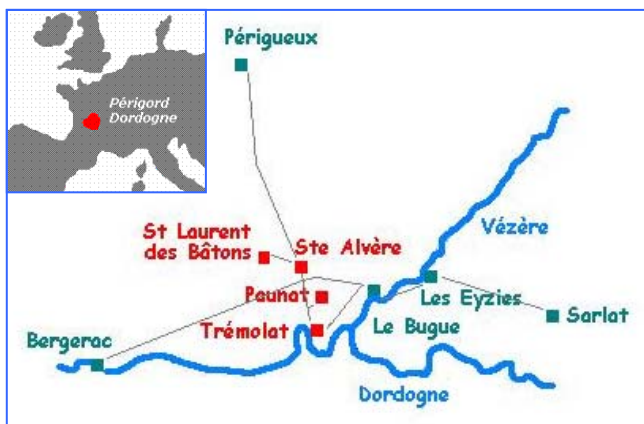 Périgord
Dordogne
Périgueux
St Laurent
des Bâtons
Ste Alvère
Vézère
Paunat
Les Eyzies
Trémolat
Le Bugue
Sarlat
Bergerac
Dordogne